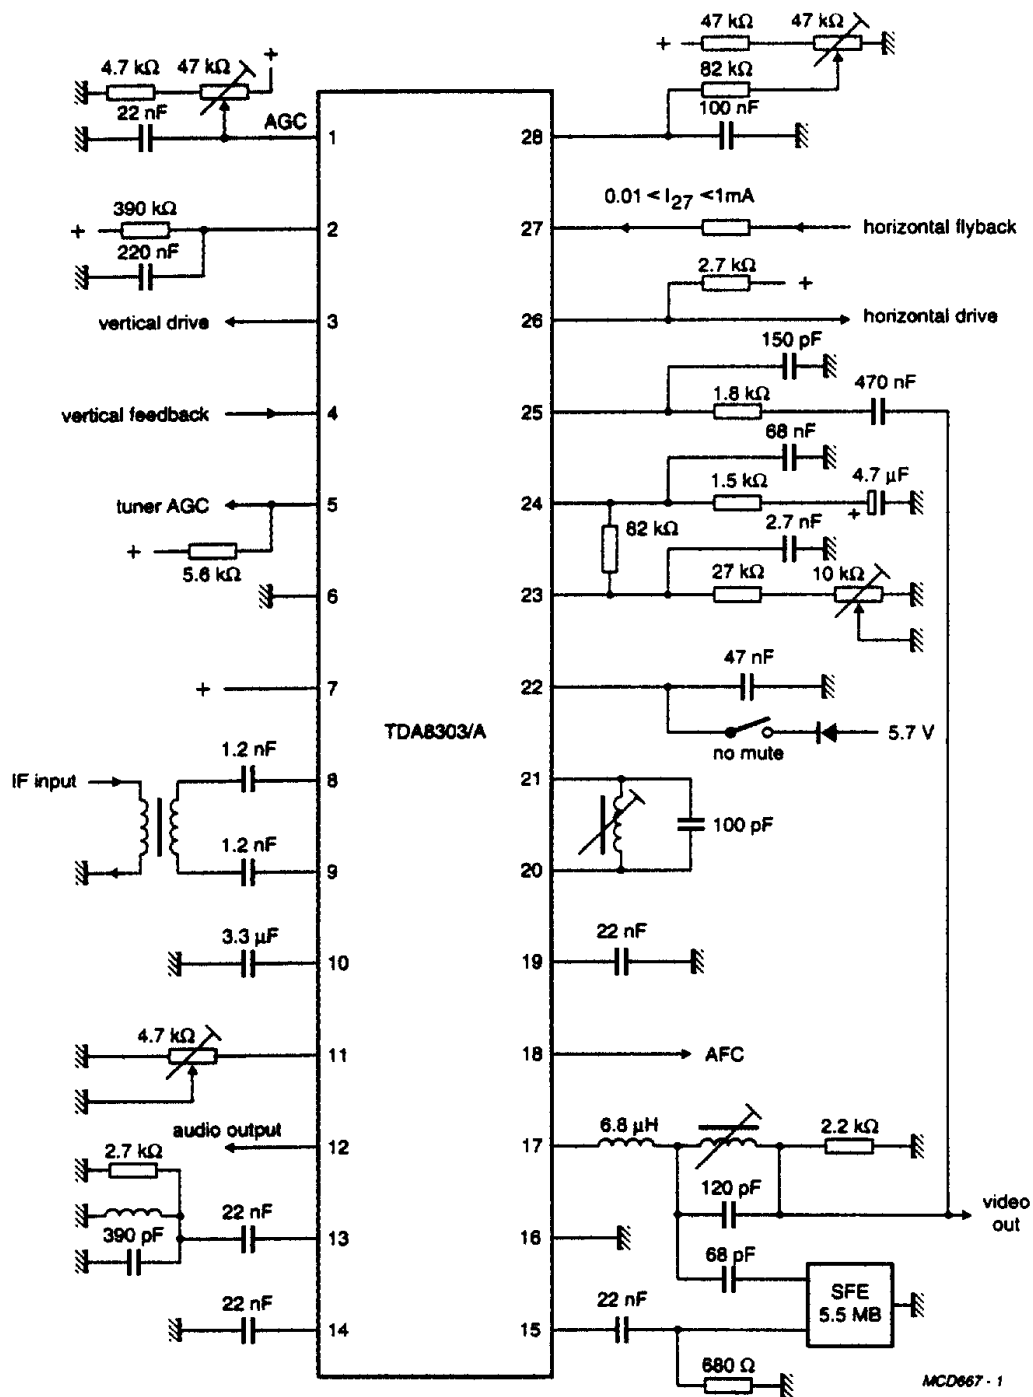 47 kΩ 47 kΩ
+
4.7 kΩ 47 kΩ +
82 kΩ
22 nF AGC 100 nF
1 28
390 kΩ 0.01 < I27 <1mA
+ 2 27 horizontal flyback
220 nF 2.7 kΩ
+
vertical drive 3 26 horizontal drive
150 pF
470 nF
vertical feedback 4 25 1.8 kΩ
68 nF
tuner AGC 5 24 1.5 kΩ 4.7 µF
+
+ 82 kΩ 2.7 nF
5.6 kΩ 27 kΩ 10 kΩ
6 23
47 nF
+ 7 22
TDA8303/A 5.7 V
no mute
1.2 nF
IF input 8 21
100 pF
1.2 nF
9 20
3.3 µF 22 nF
10 19
4.7 kΩ
11 18 AFC
audio output 6.8 µH 2.2 kΩ
12 17
2.7 kΩ
120 pF
video
out
390 pF 22 nF
13 16
68 pF
SFE
5.5 MB
22 nF 22 nF
14 15
680 Ω
MCD667 - 1